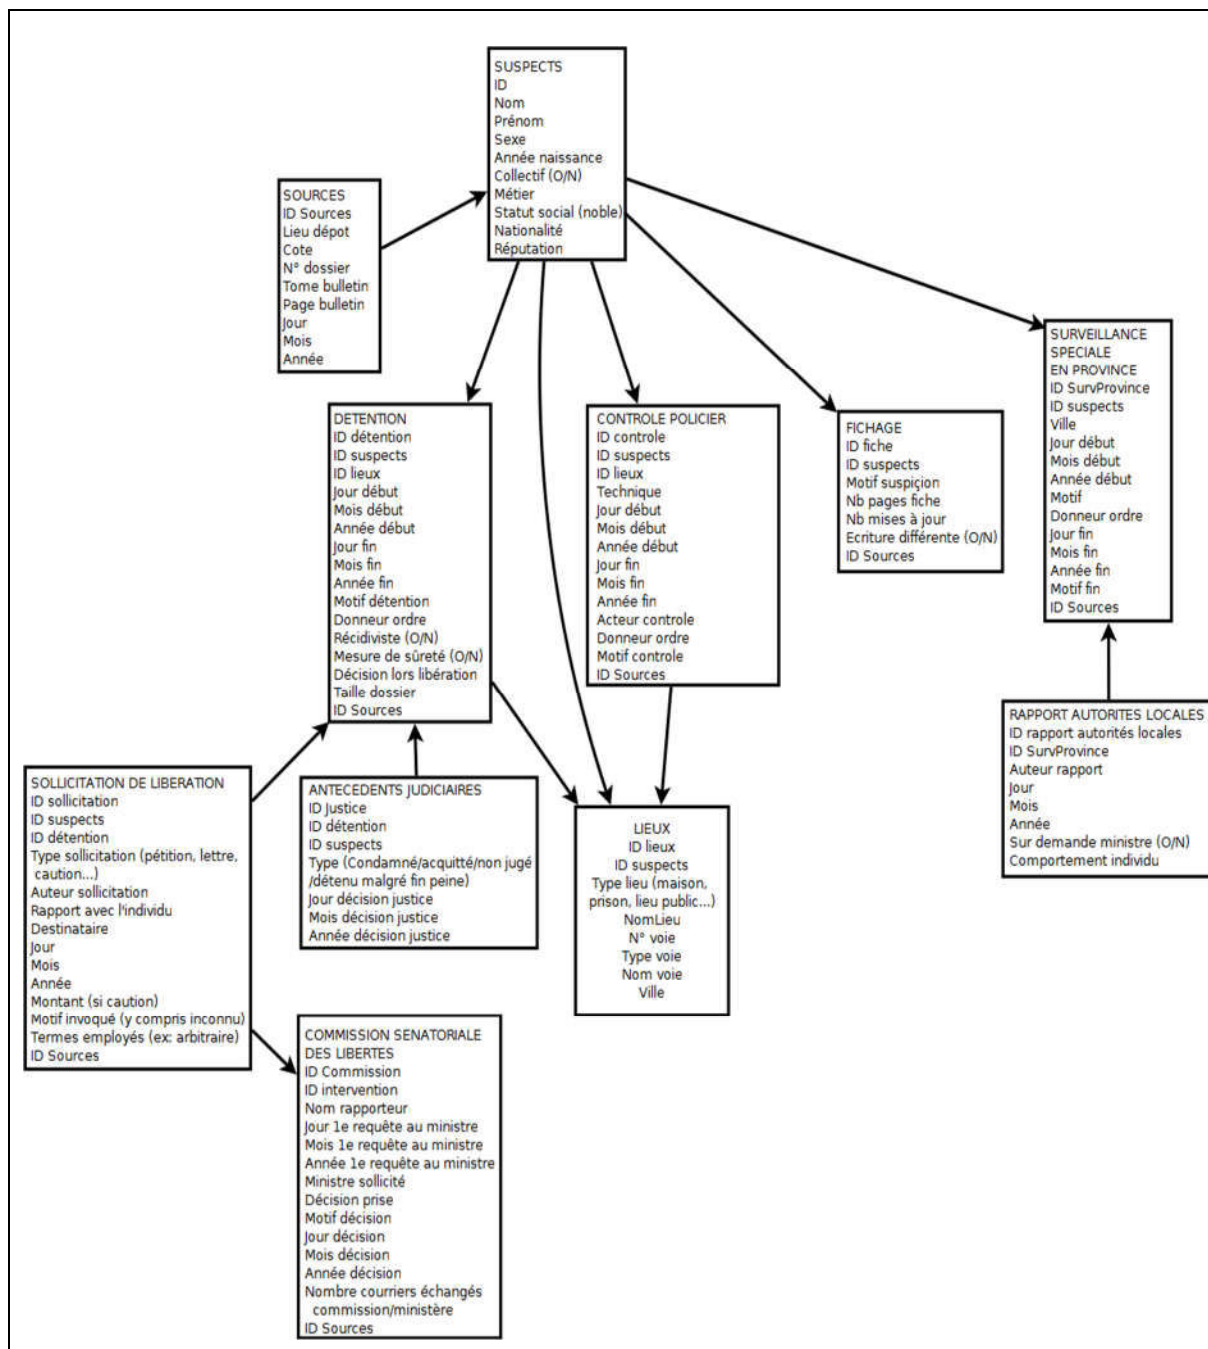 SUSPECTS
ID
Nom
Prénom
Sexe
Année naissance
Collectif (O/N)
Métier
Statut social (noble)
Nationalité
Réputation
SOURCES
ID Sources
Lieu dépot
Cote
N° dossier
Tome bulletin
Page bulletin
Jour
Mois
Année
DETENTION
ID détention
ID suspects
ID lieux
Jour début
Mois début
Année début
Jour fin
Mois fin
Année fin
Motif détention
Donneur ordre
Récidiviste (O/N)
Mesure de sûreté (O/N)
Décision lors libération
Taille dossier
ID Sources
CONTROLE POLICIER
ID controle
ID suspects
ID lieux
Technique
Jour début
Mois début
Année début
Jour fin
Mois fin
Année fin
Acteur controle
Donneur ordre
Motif controle
ID Sources
FICHAGE
ID fiche
ID suspects
Motif suspiçion
Nb pages fiche
Nb mises à jour
Ecriture différente (O/N)
ID Sources
SURVEILLANCE
SPECIALE
EN PROVINCE
ID SurvProvince
ID suspects
Ville
Jour début
Mois début
Année début
Motif
Donneur ordre
Jour fin
Mois fin
Année fin
Motif fin
ID Sources
RAPPORT AUTORITES LOCALES
ID rapport autorités locales
ID SurvProvince
Auteur rapport
Jour
Mois
Année
Sur demande ministre (O/N)
Comportement individu
SOLLICITATION DE LIBERATION
ID sollicitation
ID suspects
ID détention
Type sollicitation (pétition, lettre,
caution...)
Auteur sollicitation
Rapport avec l'individu
Destinataire
Jour
Mois
Année
Montant (si caution)
Motif invoqué (y compris inconnu)
Termes employés (ex: arbitraire)
ID Sources
ANTECEDENTS JUDICIAIRES
ID Justice
ID détention
ID suspects
Type (Condamné/acquitté/non jugé
/détenu malgré fin peine)
Jour décision justice
Mois décision justice
Année décision justice
LIEUX
ID lieux
ID suspects
Type lieu (maison,
prison, lieu public...)
NomLieu
N° voie
Type voie
Nom voie
Ville
COMMISSION SENATORIALE
DES LIBERTES
ID Commission
ID intervention
Nom rapporteur
Jour 1e requête au ministre
Mois 1e requête au ministre
Année 1e requête au ministre
Ministre sollicité
Décision prise
Motif décision
Jour décision
Mois décision
Année décision
Nombre courriers échangés
commission/ministère
ID Sources